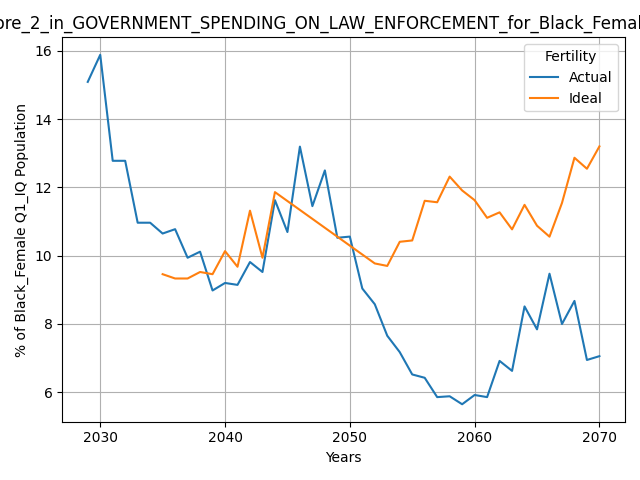 ore_2_in_GOVERNMENT_SPENDING_ON_LAW_ENFORCEMENT_for_Black_Female
Fertility
Actual
Ideal
% of Black_Female Q1_IQ Population
16
14
12
10
8
6
2030 2040 2050 2060 2070
Years